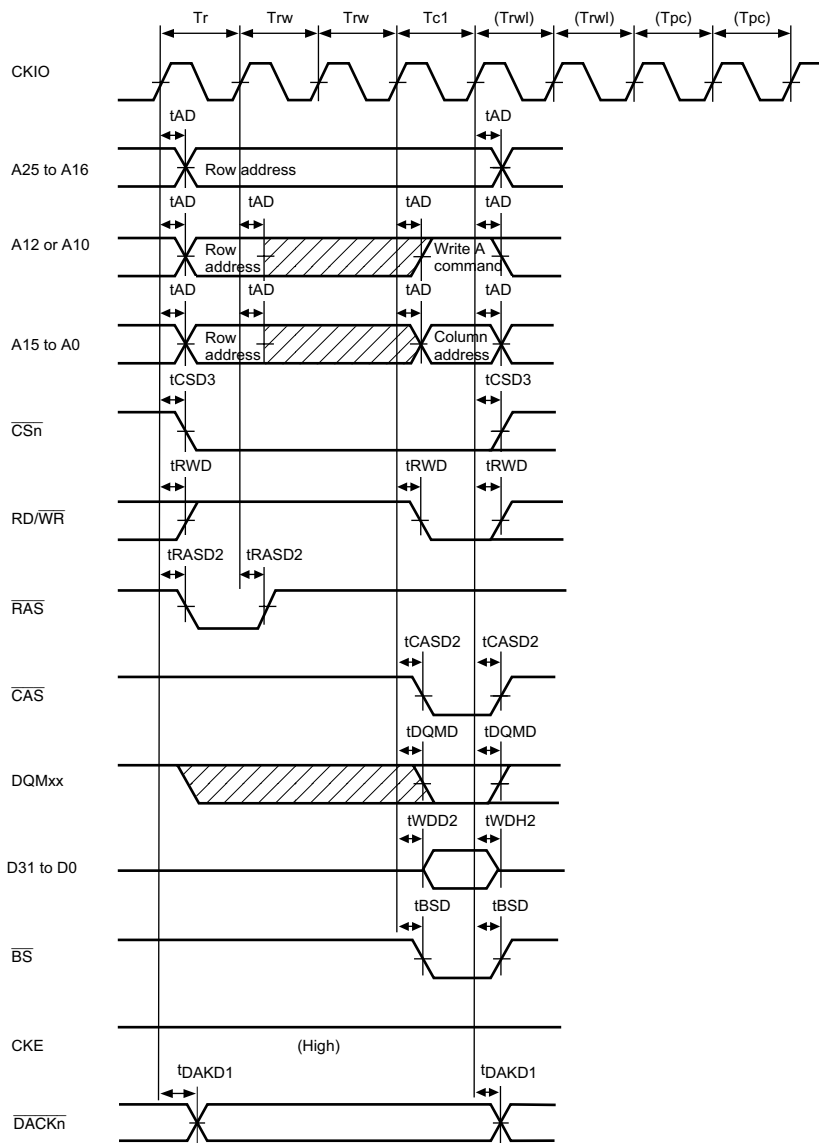 Tr Trw Trw Tc1 (Trwl) (Trwl) (Tpc) (Tpc)
CKIO
tAD tAD
A25 to A16 Row address
tAD tAD tAD tAD
A12 or A10 Row address Write A command
tAD tAD tAD tAD
A15 to A0 Row address Column address
tCSD3 tCSD3
CSn
tRWD tRWD tRWD
RD/WR
tRASD2 tRASD2
RAS
tCASD2 tCASD2
CAS
tDQMD tDQMD
DQMxx
tWDD2 tWDH2
D31 to D0
tBSD tBSD
BS
CKE (High)
tDAKD1 tDAKD1
DACKn